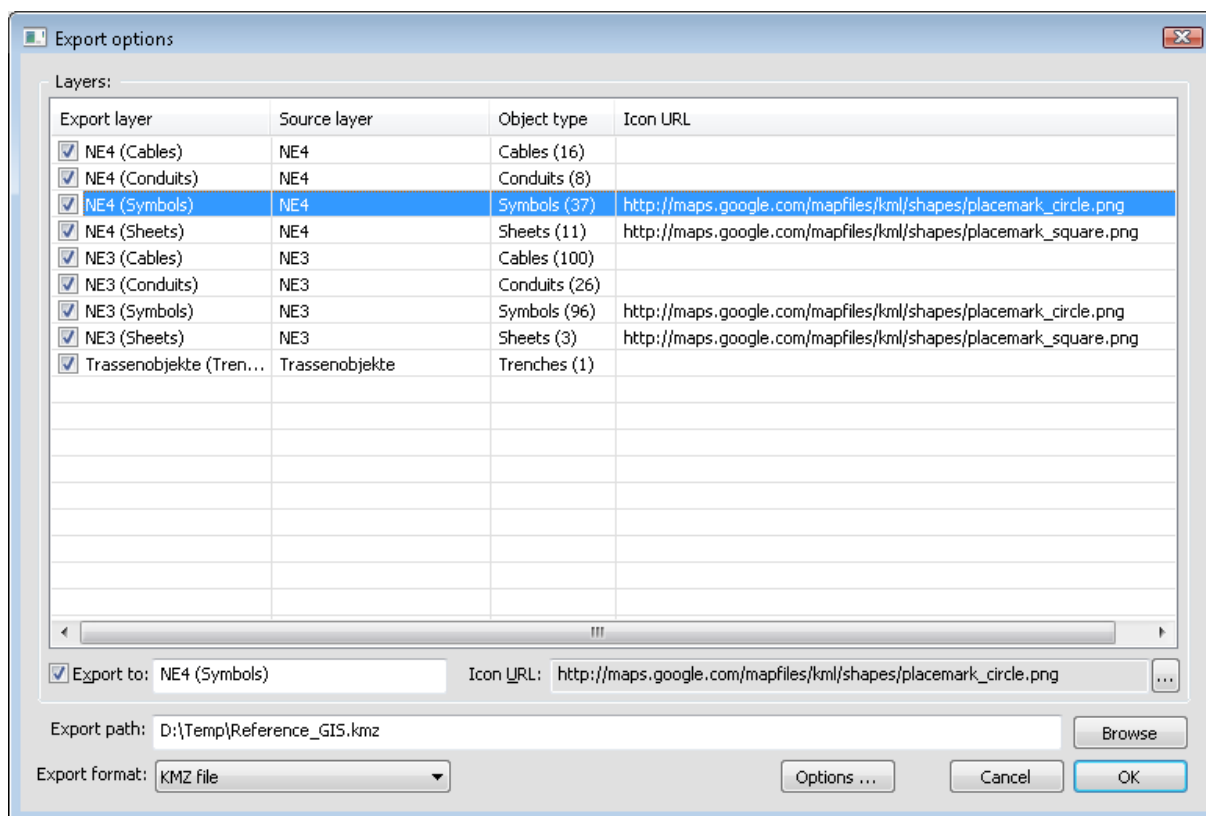 Export options
Layers:
Export layer Source layer Object type Icon URL
NE4 (Cables) NE4 Cables (16)
NE4 (Conduits) NE4 Conduits (8)
NE4 (Symbols) NE4 Symbols (37) http://maps.google.com/mapfiles/kml/shapes/placemark_circle.png
NE4 (Sheets) NE4 Sheets (11) http://maps.google.com/mapfiles/kml/shapes/placemark_square.png
NE3 (Cables) NE3 Cables (100)
NE3 (Conduits) NE3 Conduits (26)
NE3 (Symbols) NE3 Symbols (96) http://maps.google.com/mapfiles/kml/shapes/placemark_circle.png
NE3 (Sheets) NE3 Sheets (3) http://maps.google.com/mapfiles/kml/shapes/placemark_square.png
Trassenobjekte (Tren... Trassenobjekte Trenches (1)
Export to: NE4 (Symbols) Icon URL: http://maps.google.com/mapfiles/kml/shapes/placemark_circle.png ...
Export path: D:\Temp\Reference_GIS.kmz Browse
Export format: KMZ file Options ... Cancel OK